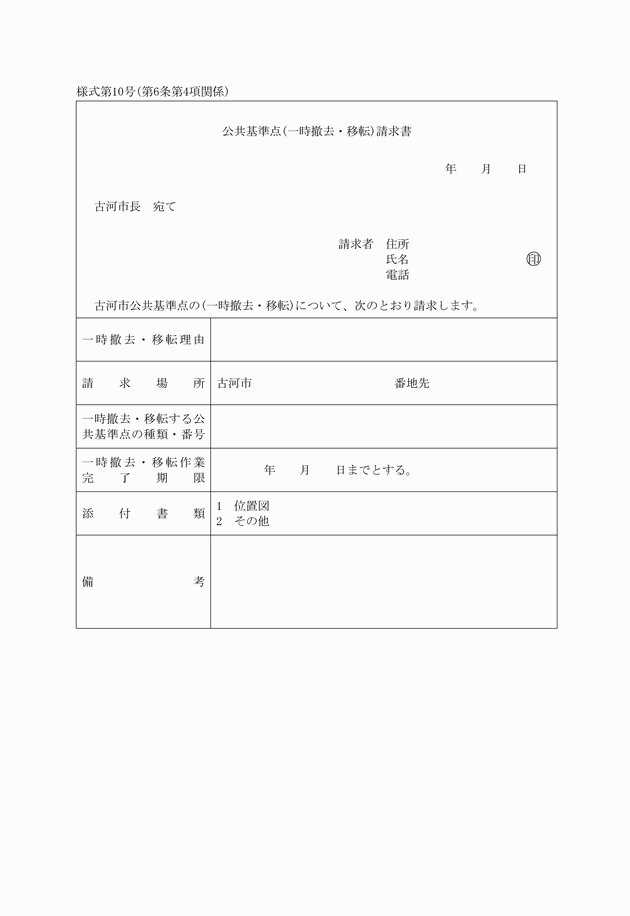 様式第10号(第6条第4項関係)
公共基準点(一時撤去・移転)請求書
年　　月　　日
古河市長　宛て
請求者　住所
氏名　　　　　　　　　　㊞
電話
古河市公共基準点の(一時撤去・移転)について、次のとおり請求します。
一時撤去・移転理由
請求場所　古河市　　　　　　　　　　　　番地先
一時撤去・移転する公
共基準点の種類・番号
一時撤去・移転作業
完了期限　　　　年　　月　　日までとする。
添付書類
1　位置図
2　その他
備考